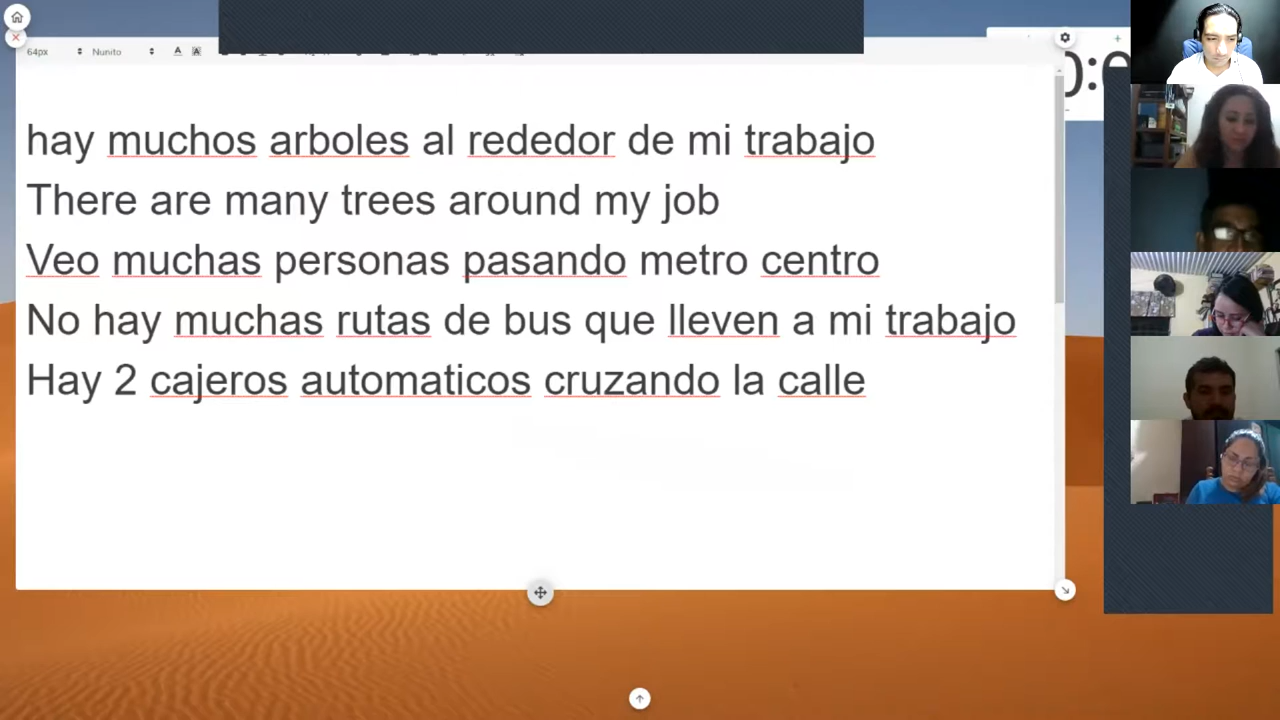 64px Nunito A A
hay muchos arboles al rededor de mi trabajo
There are many trees around my job
Veo muchas personas pasando metro centro
No hay muchas rutas de bus que lleven a mi trabajo
Hay 2 cajeros automaticos cruzando la calle